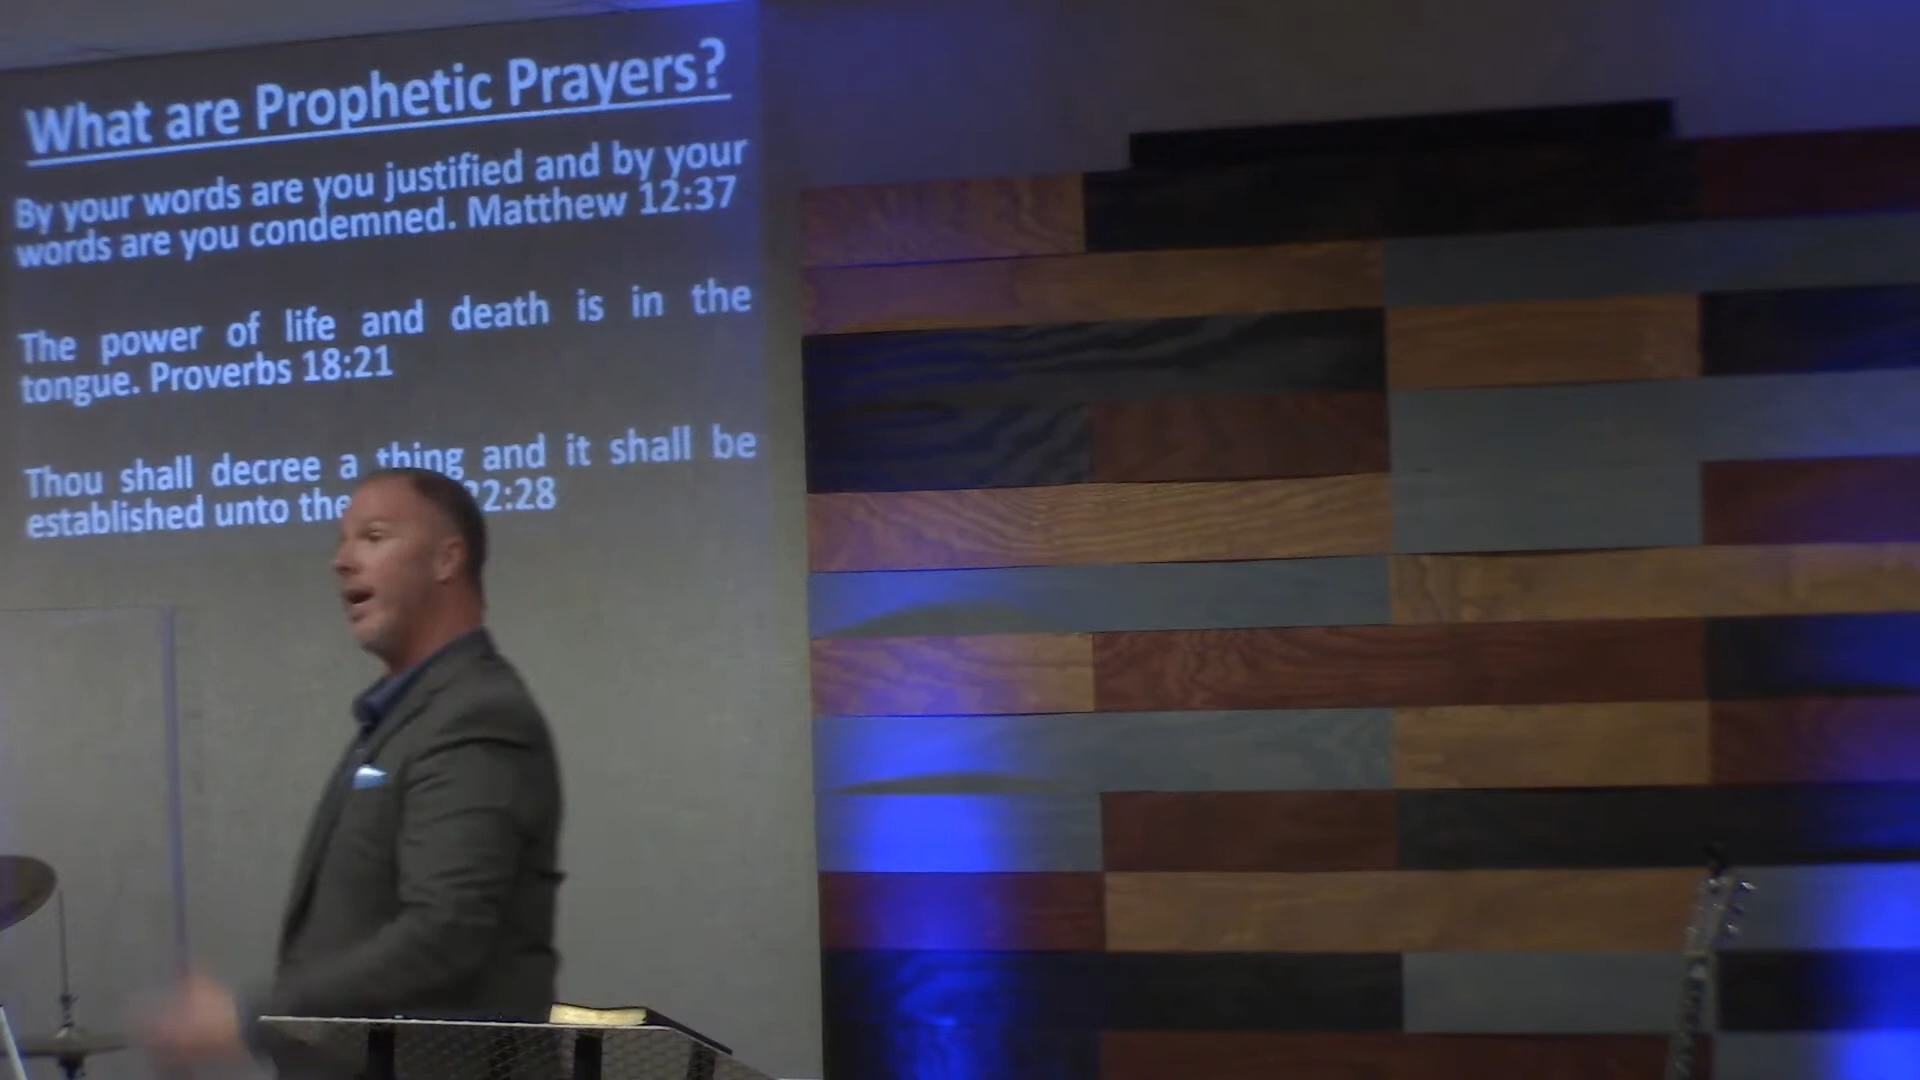 What are Prophetic Prayers?
By your words are you justified and by your
words are you condemned. Matthew 12:37
The power of life and death is in the
tongue. Proverbs 18:21
Thou shall decree a thing and it shall be
established unto 22:28